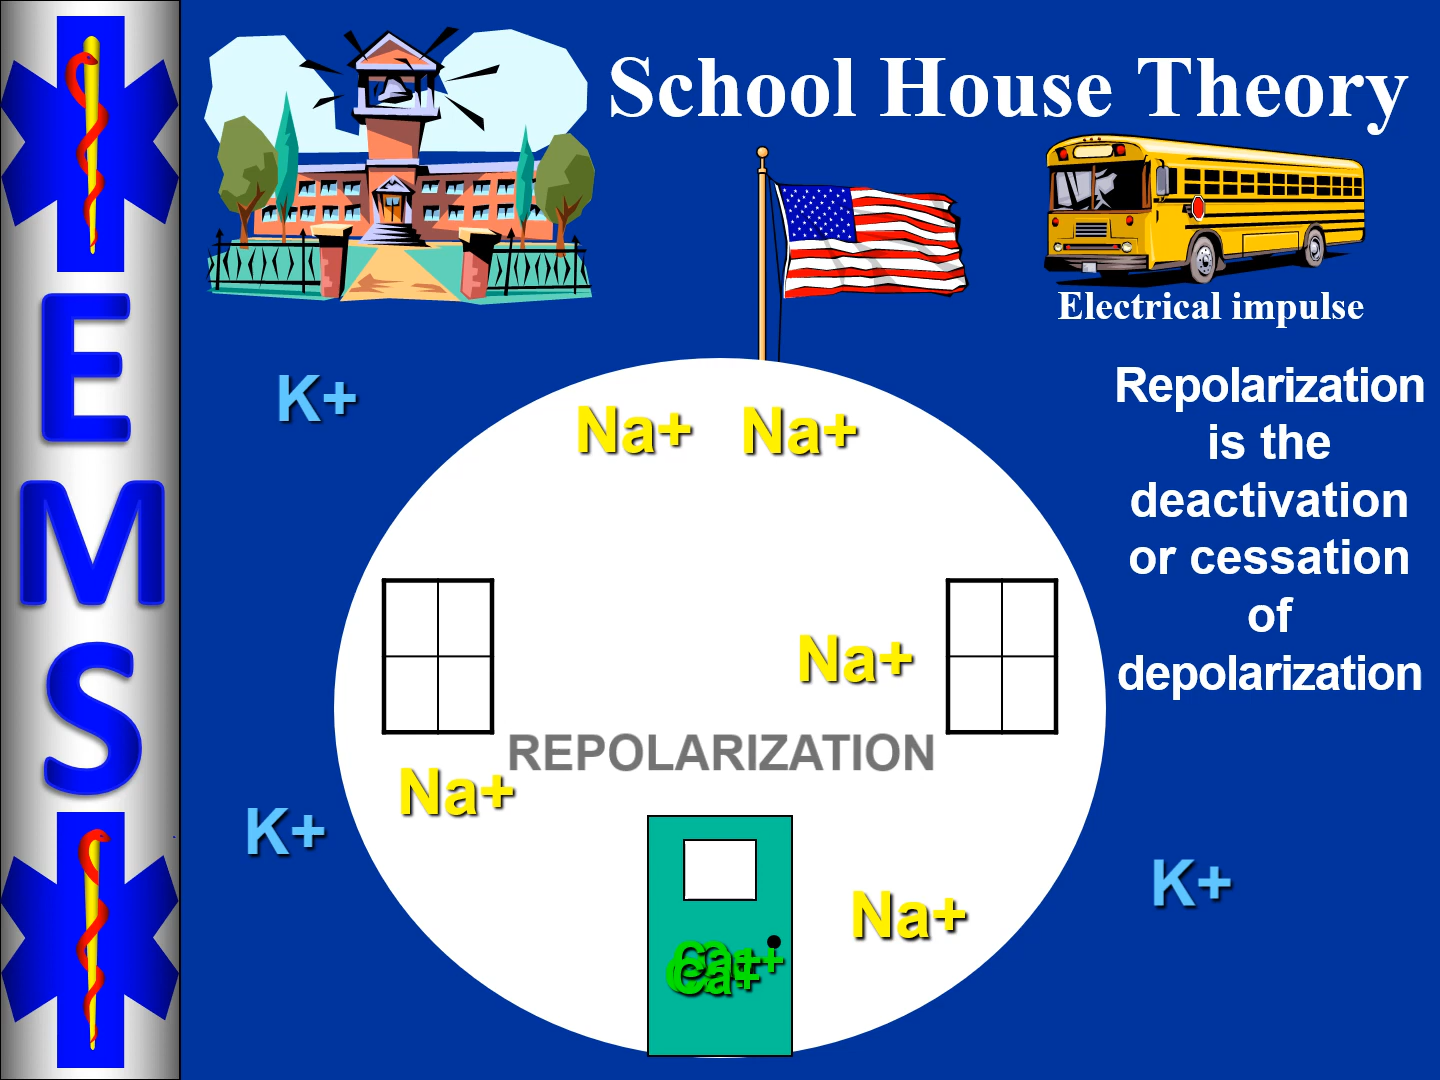 E
M
S
School House Theory
Electrical impulse
K+
Na+ Na+
Repolarization
is the
deactivation
or cessation
of
depolarization
Na+
REPOLARIZATION
Na+
K+
K+
Na+
Ca+